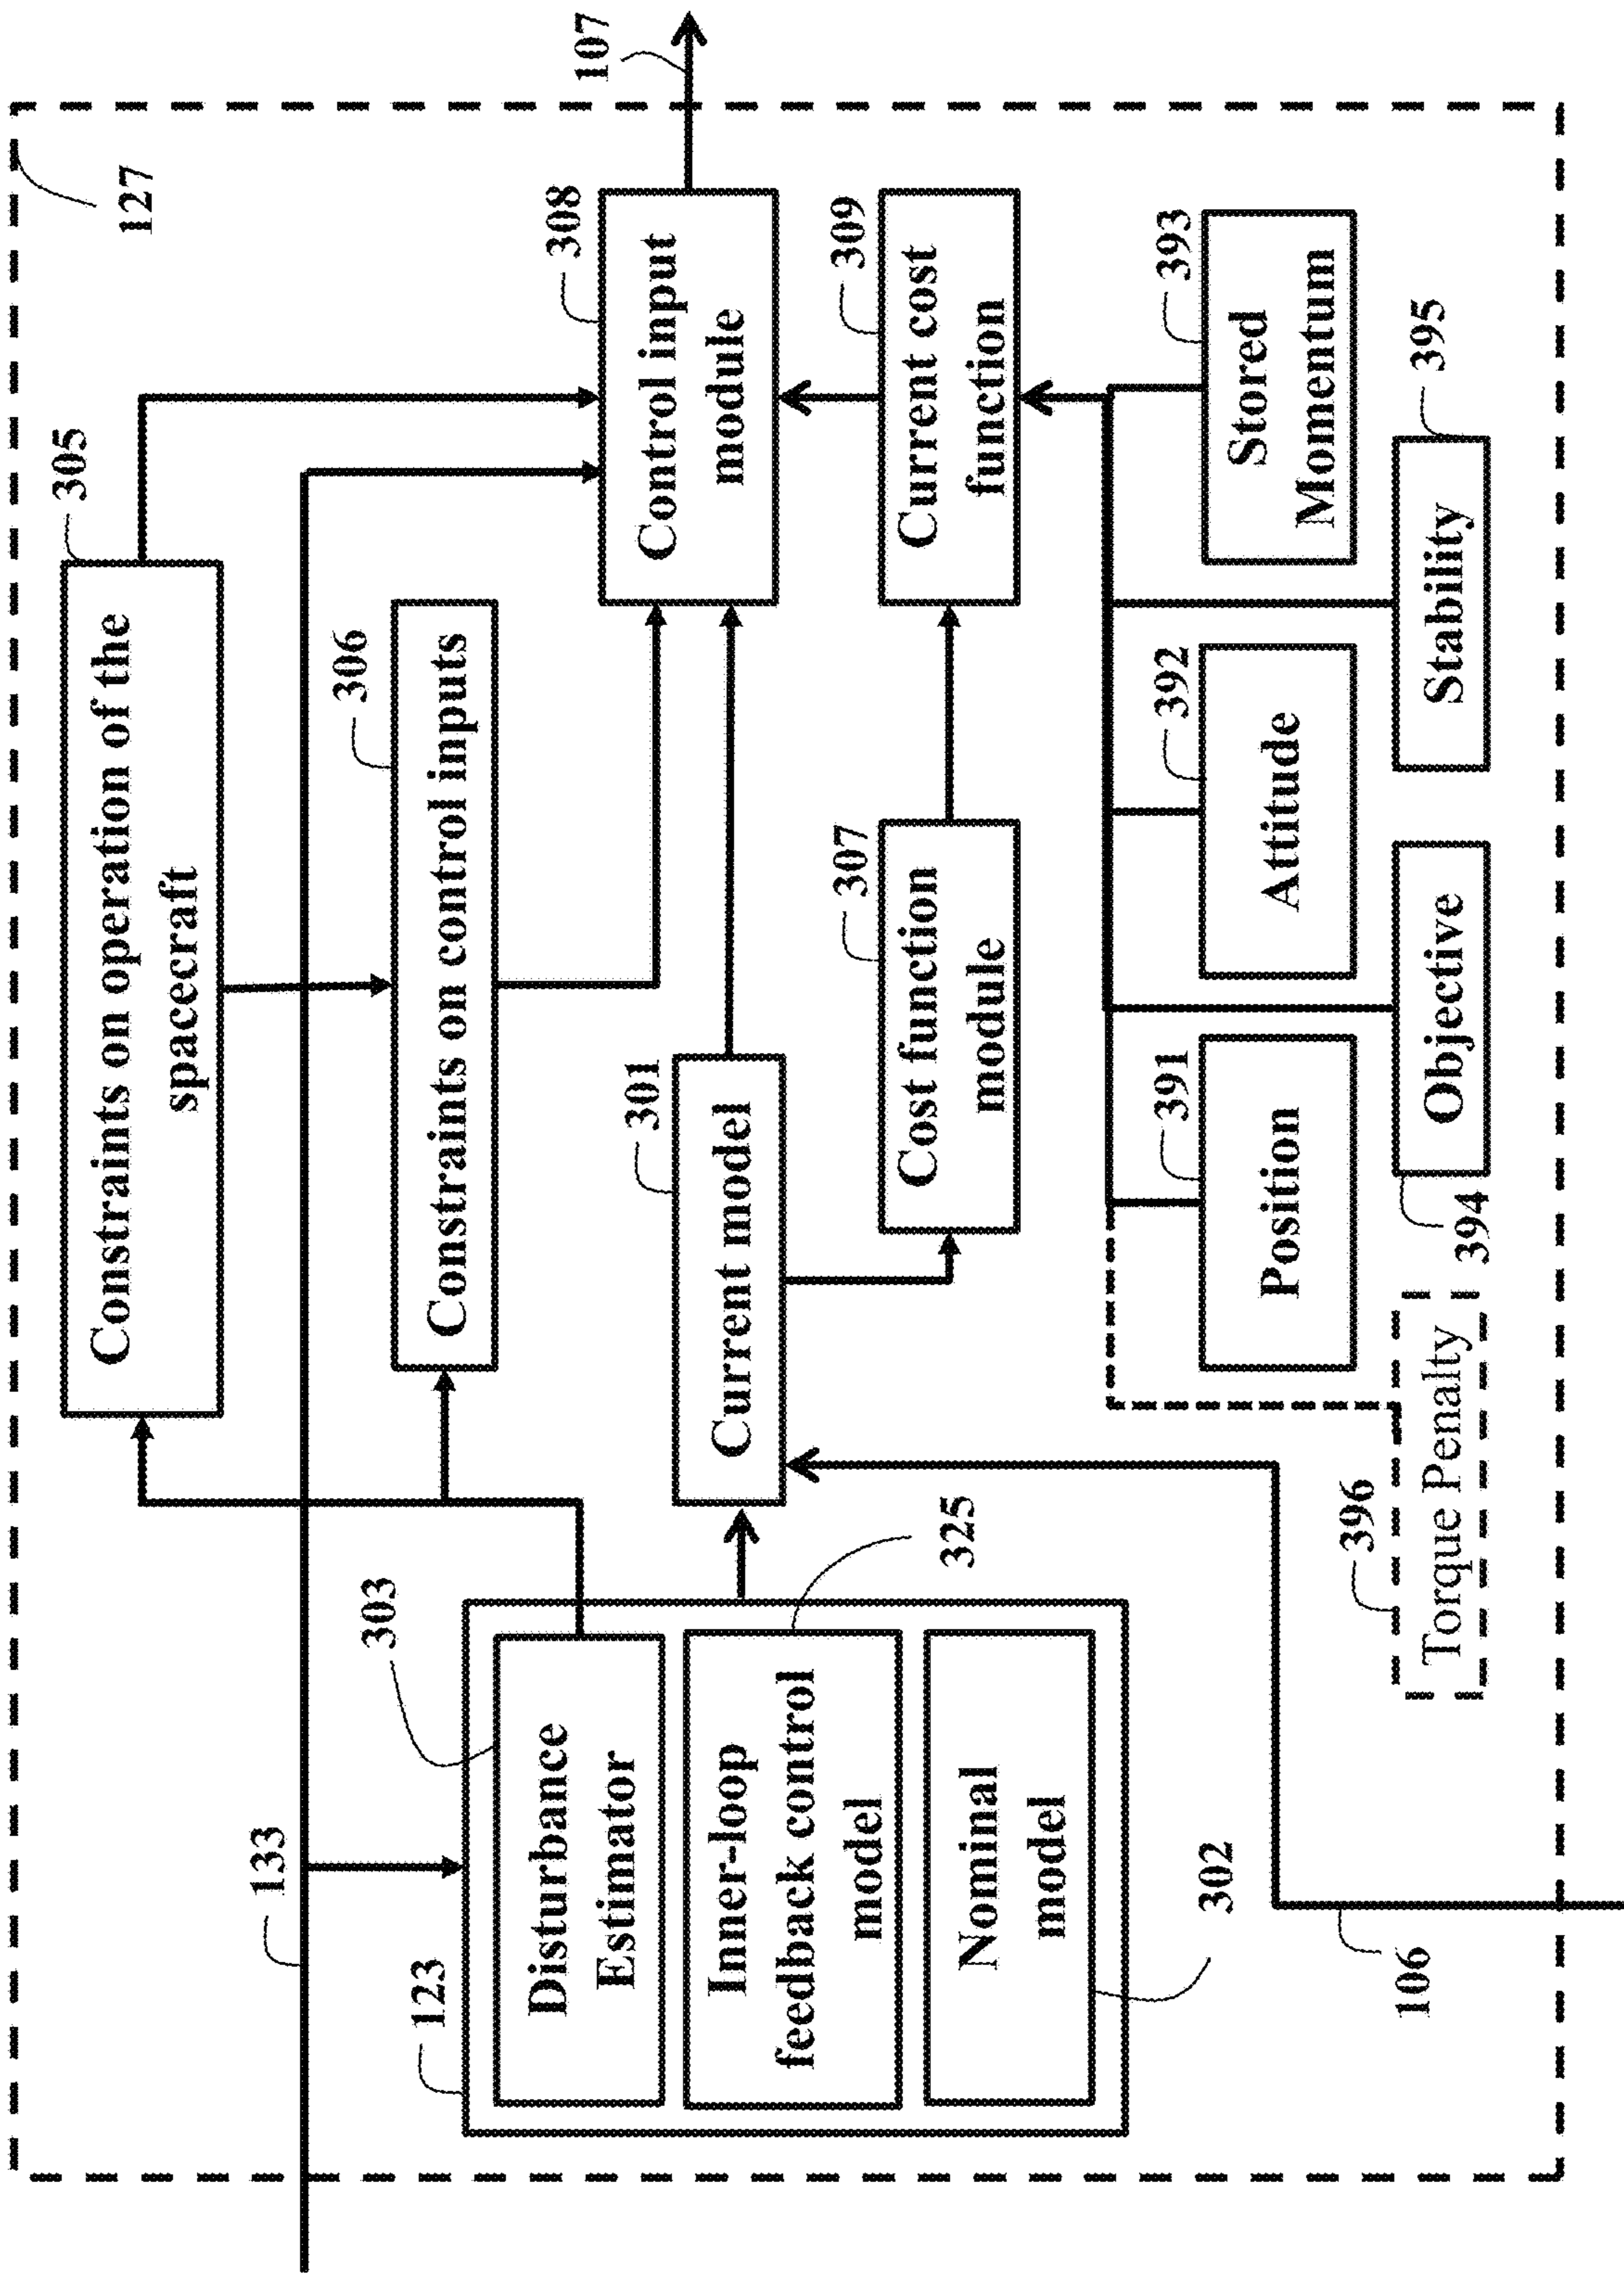 127
107
133
305
Constraints on operation of the
spacecraft
306
Constraints on control inputs
308
Control input
module
123
303
Disturbance
Estimator
Inner-loop
feedback control
model
325
Nominal
model
302
301
Current model
307
Cost function
module
309
Current cost
function
391
Position
392
Attitude
393
Stored
Momentum
394
Objective
395
Stability
396
Torque Penalty
106